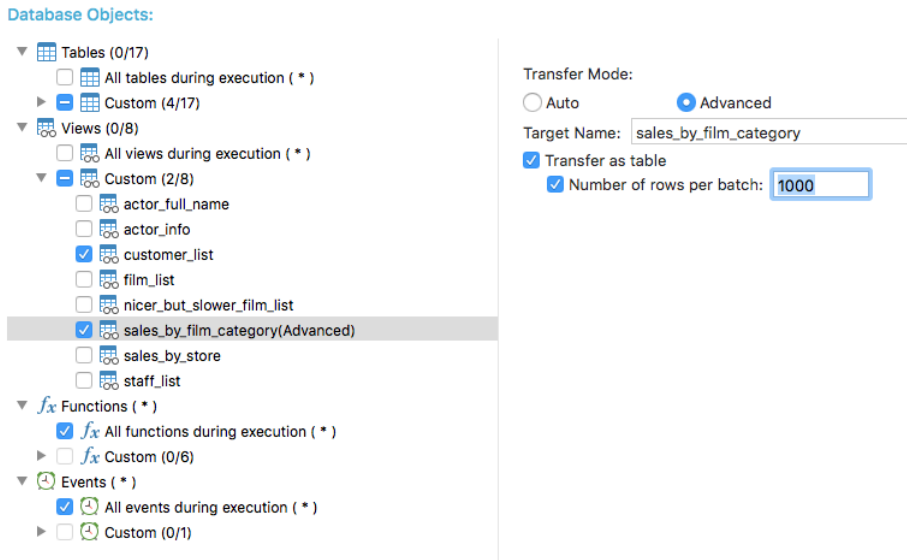 Database Objects:
Tables (0/17)
All tables during execution ( * )
Custom (4/17)
Views (0/8)
All views during execution ( * )
Custom (2/8)
actor_full_name
actor_info
customer_list
film_list
nicer_but_slower_film_list
sales_by_film_category(Advanced)
sales_by_store
staff_list
fx Functions ( * )
fx All functions during execution ( * )
fx Custom (0/6)
Events ( * )
All events during execution ( * )
Custom (0/1)
Transfer Mode:
Auto Advanced
Target Name: sales_by_film_category
Transfer as table
Number of rows per batch: 1000